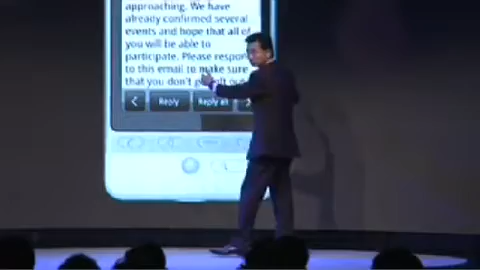 approaching. We have
already confirmed several
events and hope that all of
you will be able to
participate. Please respon
to this email to make sure
that you don't
Reply
Reply all